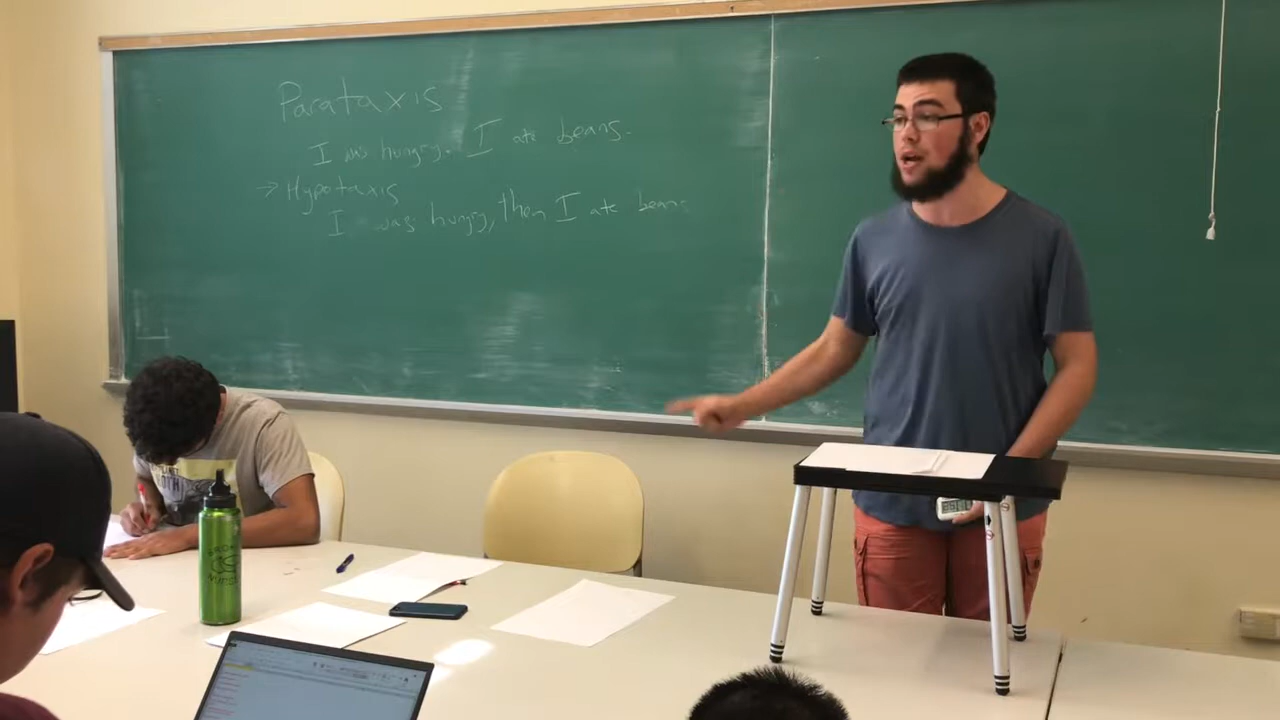 Parataxis
I was hungry. I ate beans.
→ Hypotaxis
I was hungry, then I ate beans